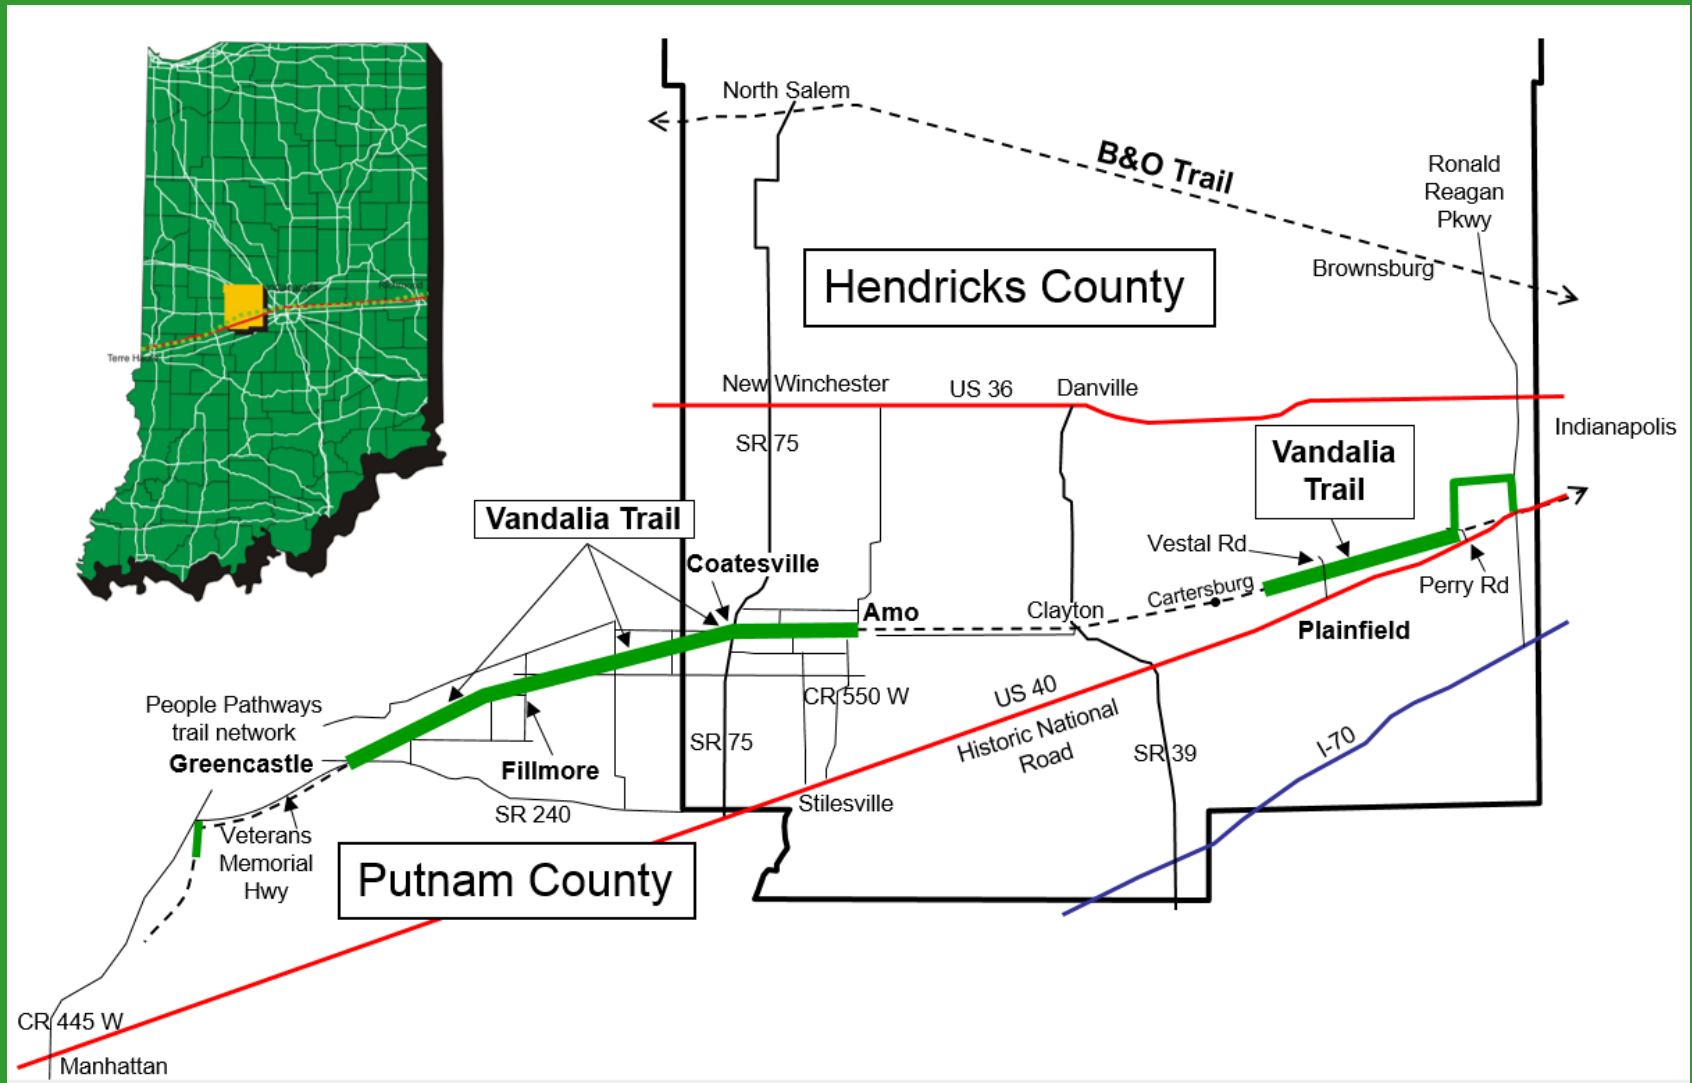 North Salem
B&O Trail
Ronald
Reagan
Pkwy
Brownsburg
Hendricks County
Richmond
Terre
New Winchester
US 36
Danville
Indianapolis
SR 75
Vandalia
Trail
Vandalia Trail
Vestal Rd
Coatesville
Cartersburg
Perry Rd
Amo
Clayton
Plainfield
People Pathways
trail network
Greencastle
CR 550 W
US 40
Historic National
Road
SR 75
SR 39
I-70
Fillmore
SR 240
Stilesville
Veterans
Memorial
Hwy
Putnam County
CR 445 W
Manhattan